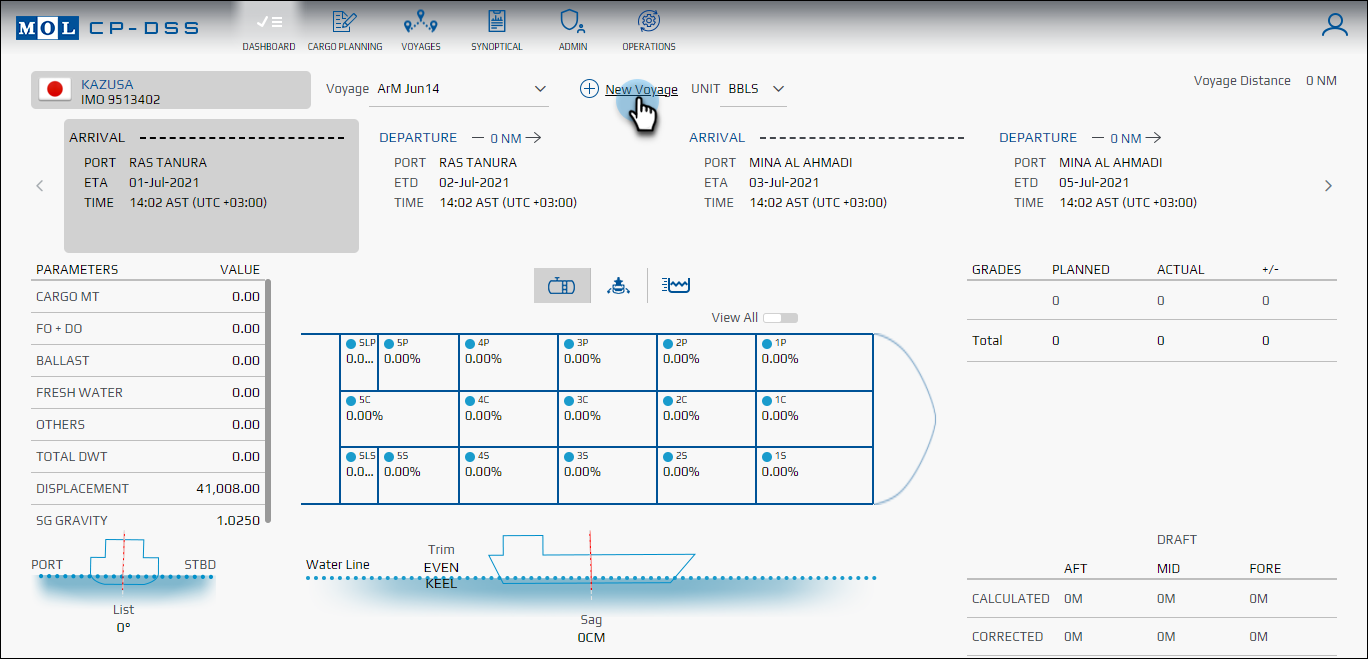 MOL CP-DSS
DASHBOARD CARGO PLANNING VOYAGES SYNOPTICAL ADMIN OPERATIONS
KAZUSA
IMO 9513402
Voyage ArM Jun14 New Voyage UNIT BBLS Voyage Distance 0 NM
ARRIVAL DEPARTURE 0 NM ARRIVAL DEPARTURE 0 NM
PORT RAS TANURA PORT RAS TANURA PORT MINA AL AHMADI PORT MINA AL AHMADI
ETA 01-Jul-2021 ETD 02-Jul-2021 ETA 03-Jul-2021 ETD 05-Jul-2021
TIME 14:02 AST (UTC +03:00) TIME 14:02 AST (UTC +03:00) TIME 14:02 AST (UTC +03:00) TIME 14:02 AST (UTC +03:00)
PARAMETERS VALUE
CARGO MT 0.00
FO + DO 0.00
BALLAST 0.00
FRESH WATER 0.00
OTHERS 0.00
TOTAL DWT 0.00
DISPLACEMENT 41,008.00
SG GRAVITY 1.0250
View All
5LP 5P 4P 3P 2P 1P
0.0... 0.00% 0.00% 0.00% 0.00% 0.00%
5C 4C 3C 2C 1C
0.00% 0.00% 0.00% 0.00% 0.00%
5LS 5S 4S 3S 2S 1S
0.0... 0.00% 0.00% 0.00% 0.00% 0.00%
GRADES PLANNED ACTUAL +/-
0 0 0
Total 0 0 0
PORT STBD
List
0°
Water Line
Trim
EVEN
KEEL
Sag
0CM
DRAFT
AFT MID FORE
CALCULATED 0M 0M 0M
CORRECTED 0M 0M 0M